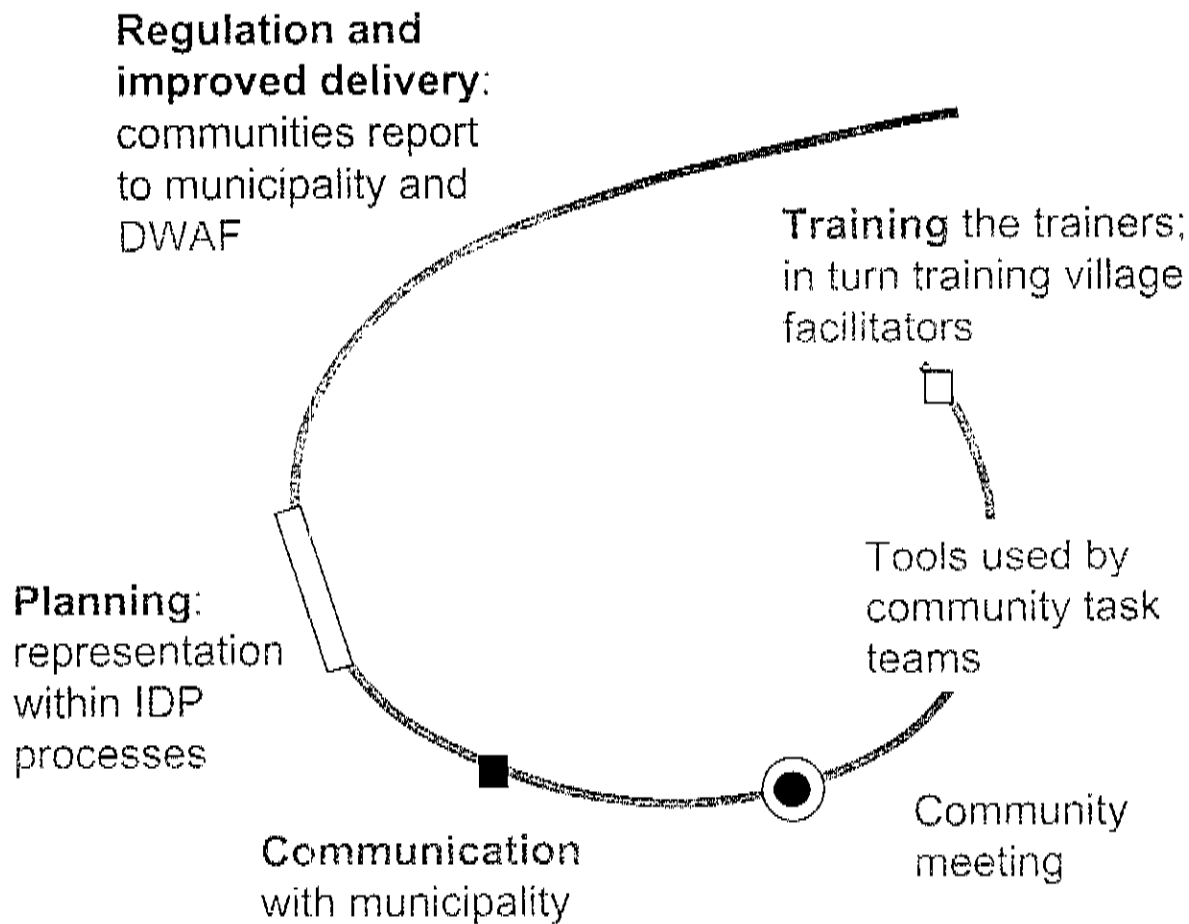 Regulation and
improved delivery:
communities report
to municipality and
DWAF
Training the trainers;
in turn training village
facilitators
Tools used by
community task
teams
Community
meeting
Communication
with municipality
Planning:
representation
within IDP
processes